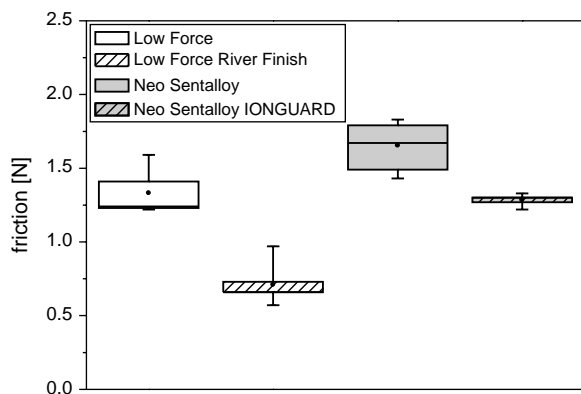 2.5
2.0
1.5
1.0
0.5
0.0
friction [N]
Low Force
Low Force River Finish
Neo Sentalloy
Neo Sentalloy IONGUARD